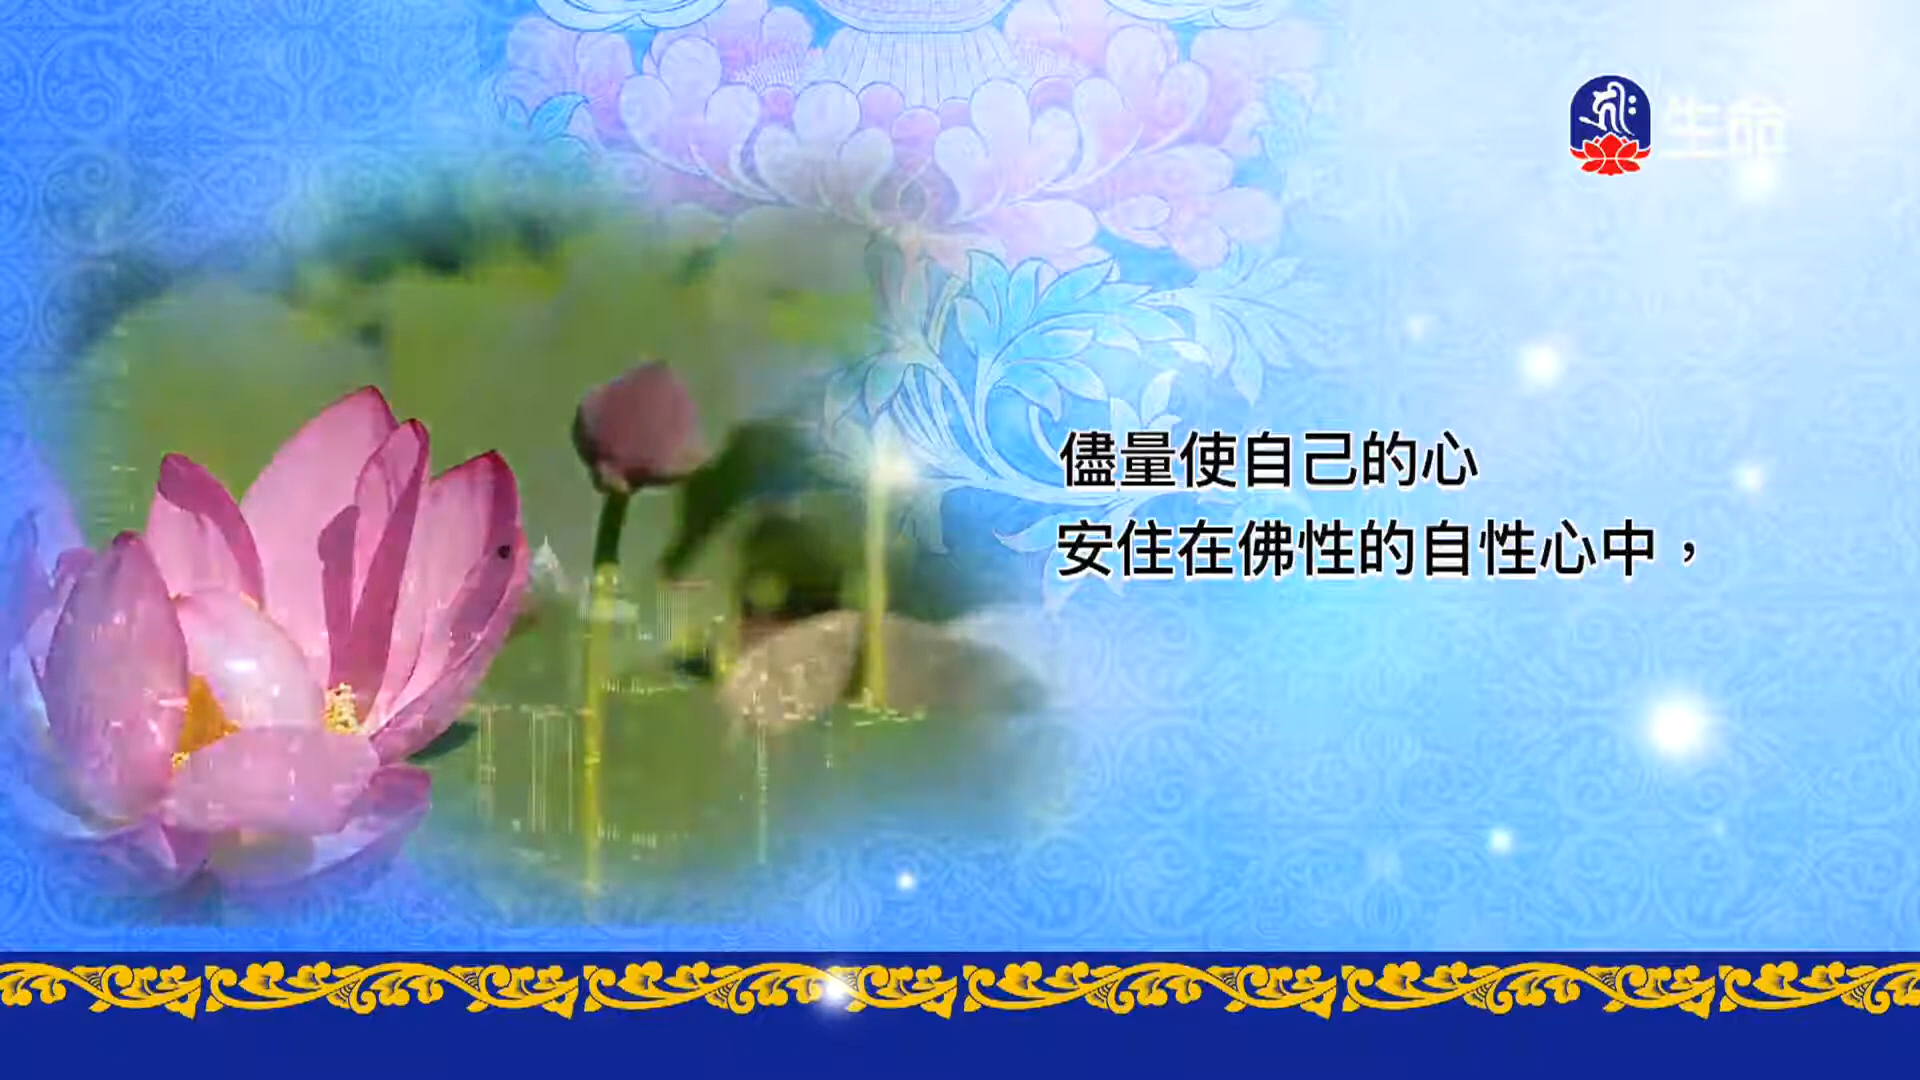 生命
儘量使自己的心
安住在佛性的自性心中，